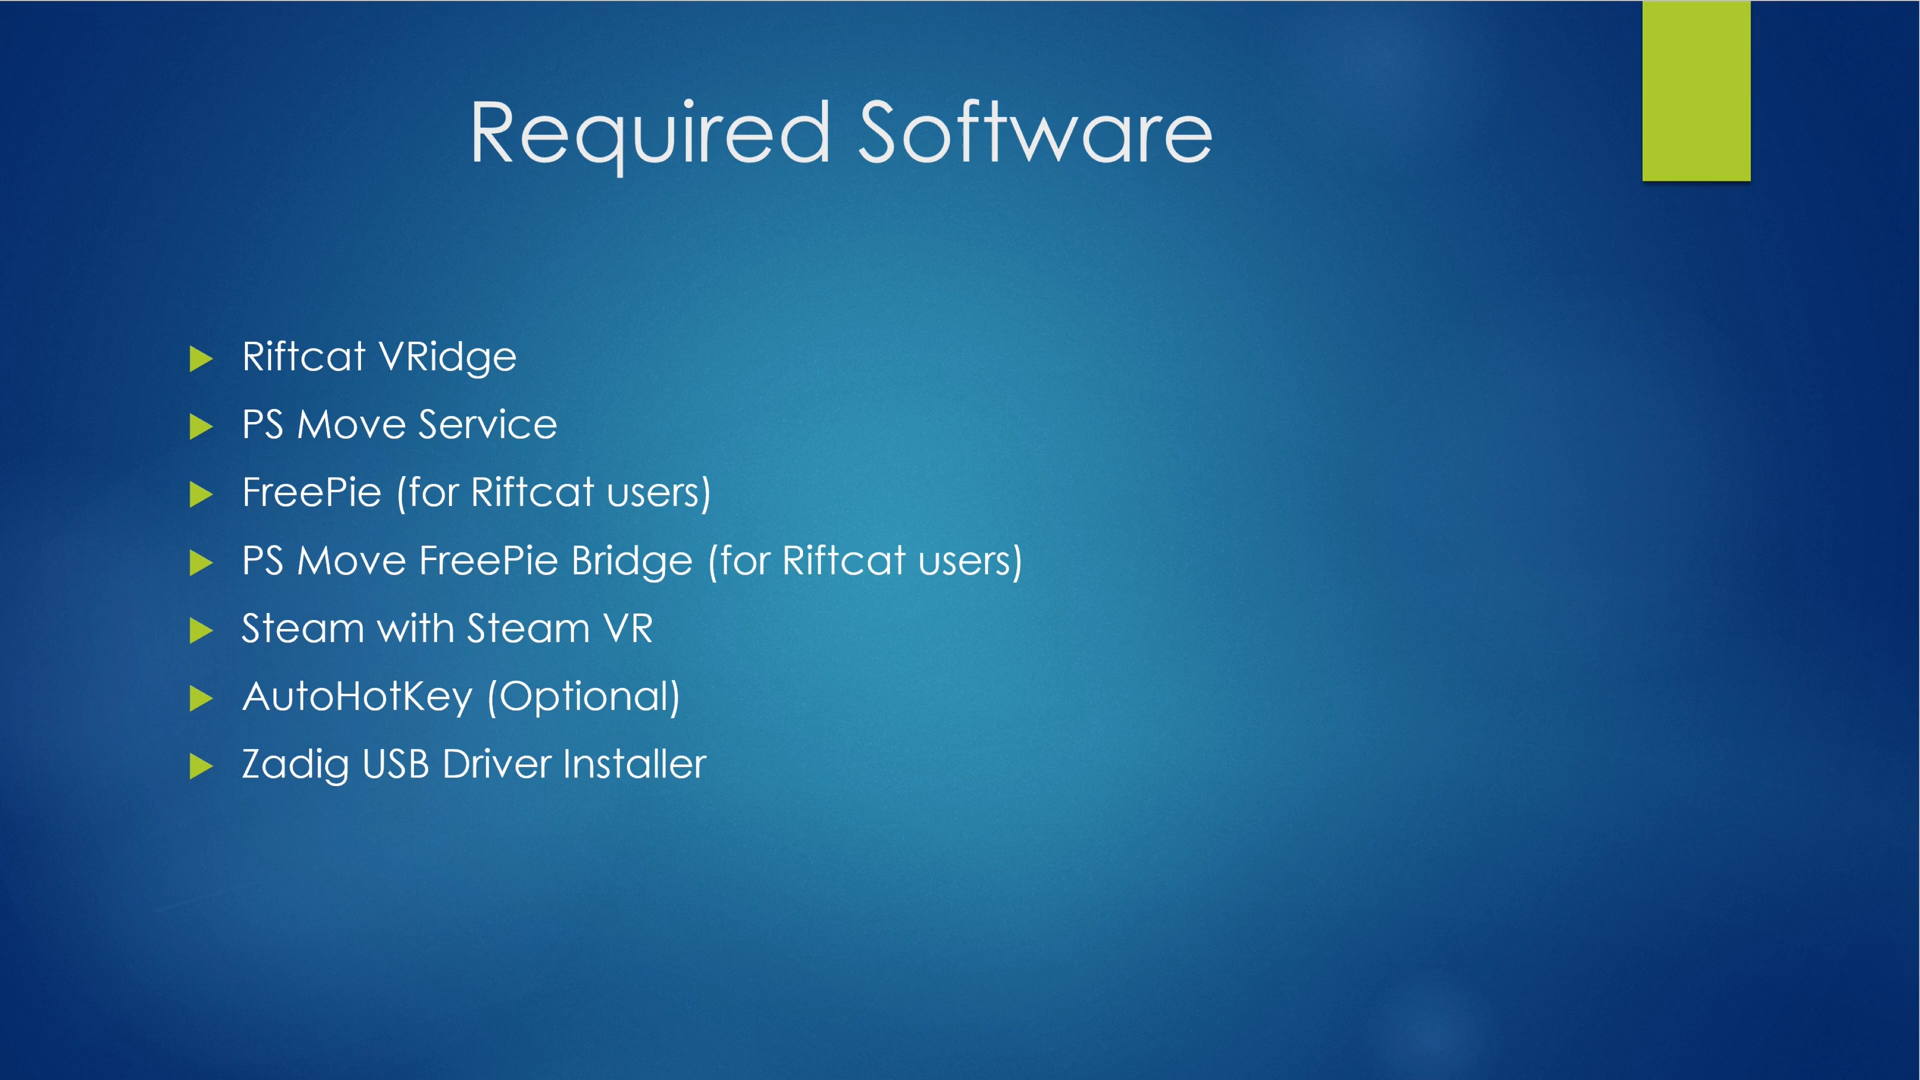 Required Software
Riftcat VRidge
PS Move Service
FreePie (for Riftcat users)
PS Move FreePie Bridge (for Riftcat users)
Steam with Steam VR
AutoHotKey (Optional)
Zadig USB Driver Installer